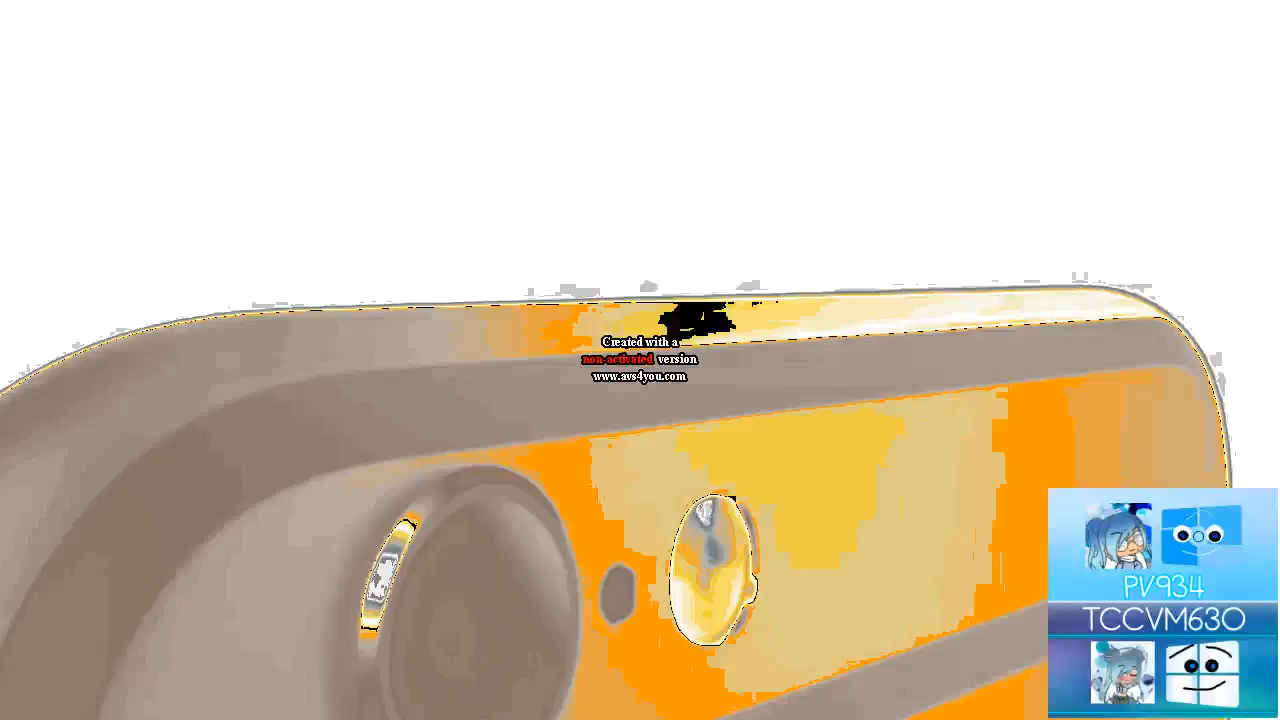 Created with a
non-activated version
www.avs4you.com
PV934
TCCVM630